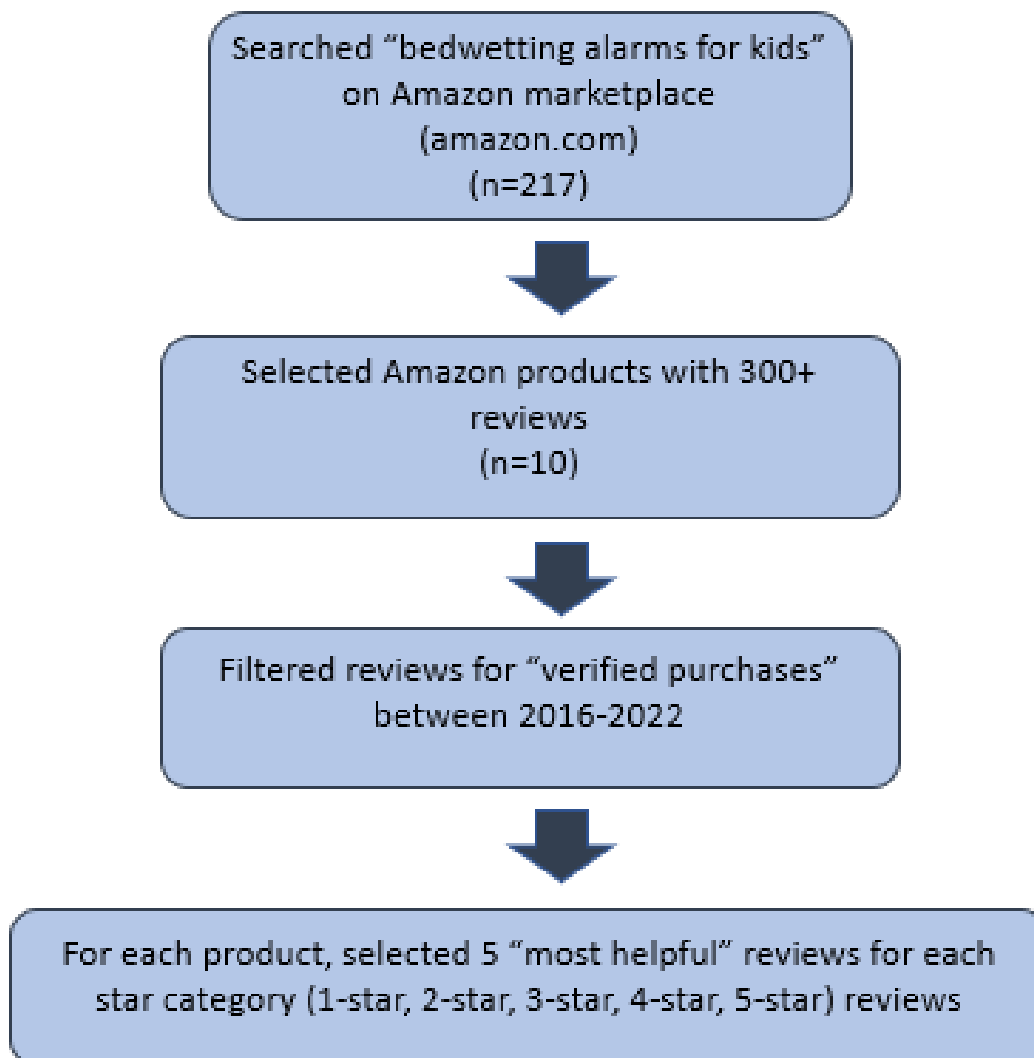 Searched “bedwetting alarms for kids”
on Amazon marketplace
(amazon.com)
(n=217)
Selected Amazon products with 300+
reviews
(n=10)
Filtered reviews for “verified purchases”
between 2016-2022
For each product, selected 5 “most helpful” reviews for each
star category (1-star, 2-star, 3-star, 4-star, 5-star) reviews